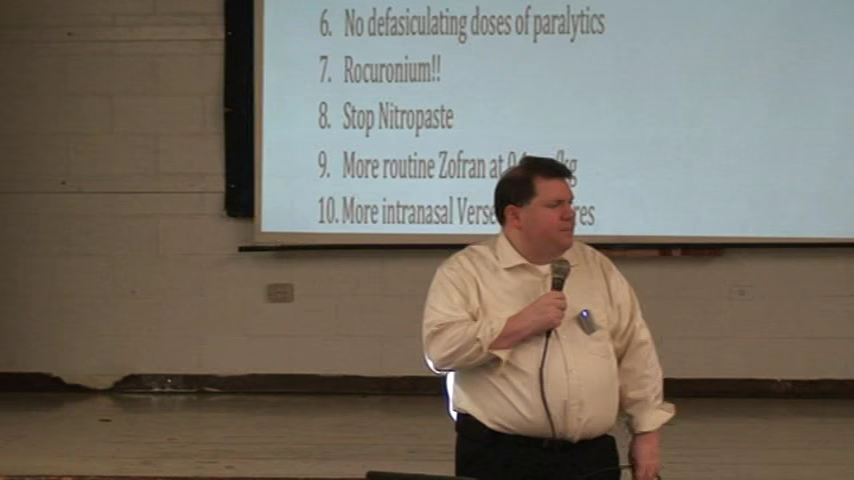 6. No defasiculating doses of paralytics
7. Rocuronium!!
8. Stop Nitropaste
9. More routine Zofran at
10. More intranasal